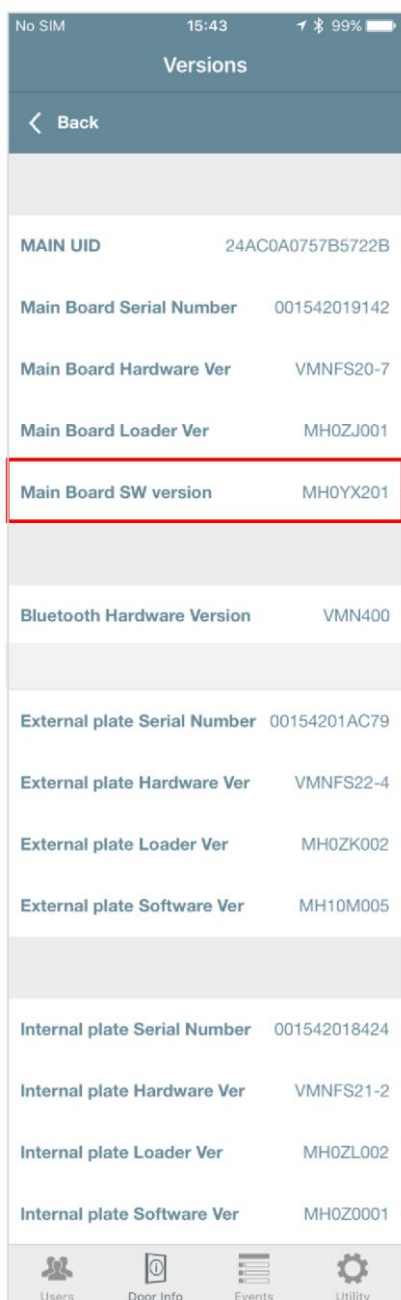 No SIM 15:43 99%
Versions
Back
MAIN UID 24AC0A0757B5722B
Main Board Serial Number 001542019142
Main Board Hardware Ver VMNFS20-7
Main Board Loader Ver MH0ZJ001
Main Board SW version MH0YX201
Bluetooth Hardware Version VMN400
External plate Serial Number 00154201AC79
External plate Hardware Ver VMNFS22-4
External plate Loader Ver MH0ZK002
External plate Software Ver MH10M005
Internal plate Serial Number 001542018424
Internal plate Hardware Ver VMNFS21-2
Internal plate Loader Ver MH0ZL002
Internal plate Software Ver MH0Z0001
Users Door Info Events Utility